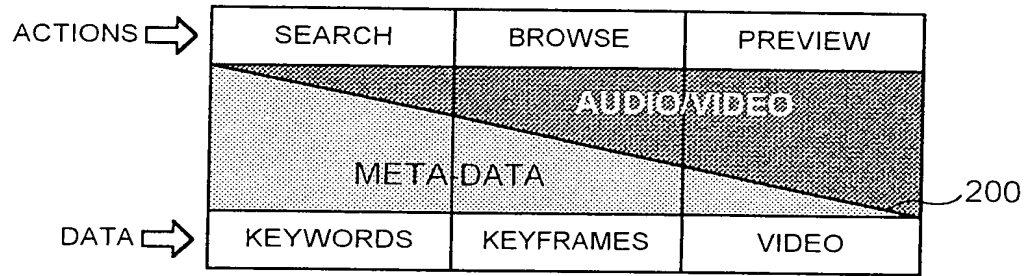 ACTIONS SEARCH BROWSE PREVIEW
AUDIO/VIDEO
META-DATA
200
DATA KEYWORDS KEYFRAMES VIDEO